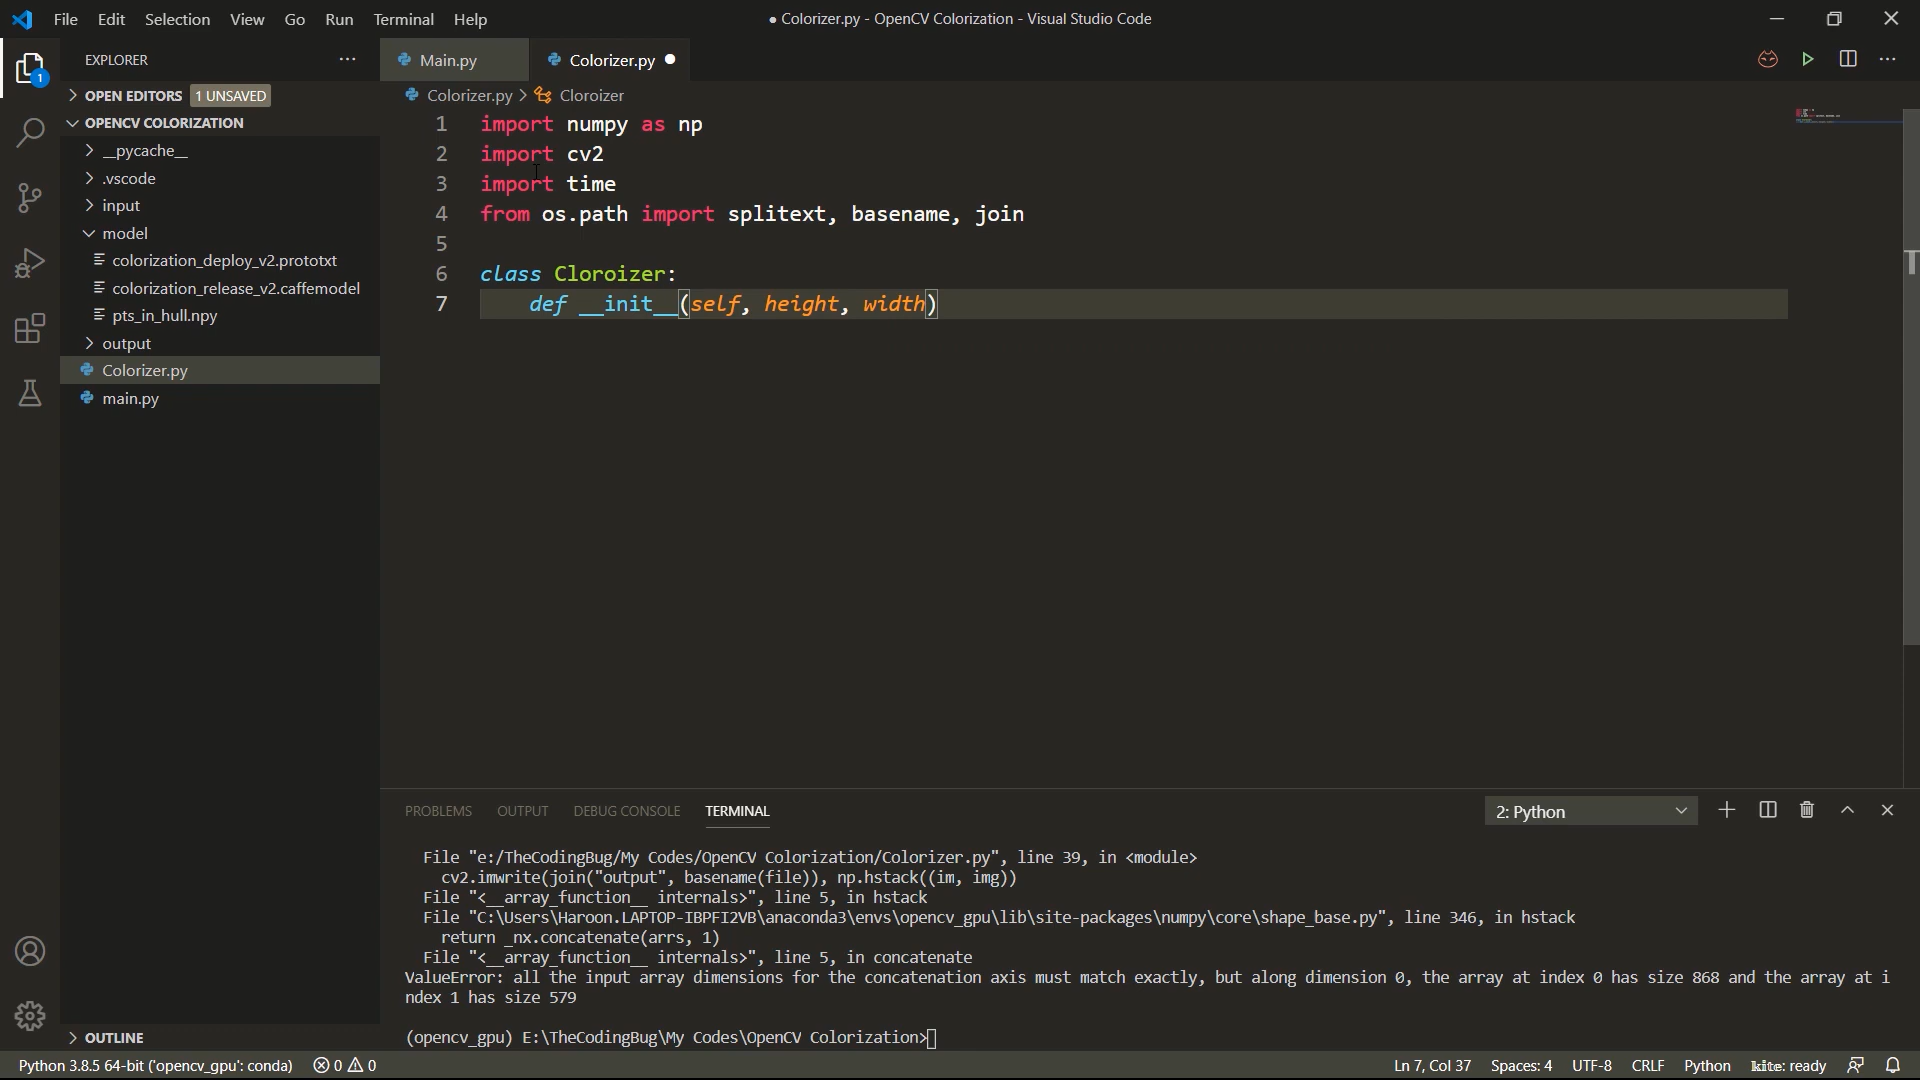 File Edit Selection View Go Run Terminal Help
● Colorizer.py - OpenCV Colorization - Visual Studio Code
EXPLORER
Main.py
Colorizer.py
1
OPEN EDITORS 1 UNSAVED
Colorizer.py > Cloroizer
OPENCV COLORIZATION
__pycache__
.vscode
input
model
colorization_deploy_v2.prototxt
colorization_release_v2.caffemodel
pts_in_hull.npy
output
Colorizer.py
main.py
OUTLINE
1 import numpy as np
2 import cv2
3 import time
4 from os.path import splitext, basename, join
5
6 class Cloroizer:
7 def __init__(self, height, width)
PROBLEMS OUTPUT DEBUG CONSOLE TERMINAL
2: Python
File "e:/TheCodingBug/My Codes/OpenCV Colorization/Colorizer.py", line 39, in <module>
cv2.imwrite(join("output", basename(file)), np.hstack((im, img))
File "<__array_function__ internals>", line 5, in hstack
File "C:\Users\Haroon.LAPTOP-IBPFI2VB\anaconda3\envs\opencv_gpu\lib\site-packages\numpy\core\shape_base.py", line 346, in hstack
return _nx.concatenate(arrs, 1)
File "<__array_function__ internals>", line 5, in concatenate
ValueError: all the input array dimensions for the concatenation axis must match exactly, but along dimension 0, the array at index 0 has size 868 and the array at i
ndex 1 has size 579
(opencv_gpu) E:\TheCodingBug\My Codes\OpenCV Colorization>
Python 3.8.5 64-bit ('opencv_gpu': conda) 0 0
Ln 7, Col 37 Spaces: 4 UTF-8 CRLF Python kite: ready